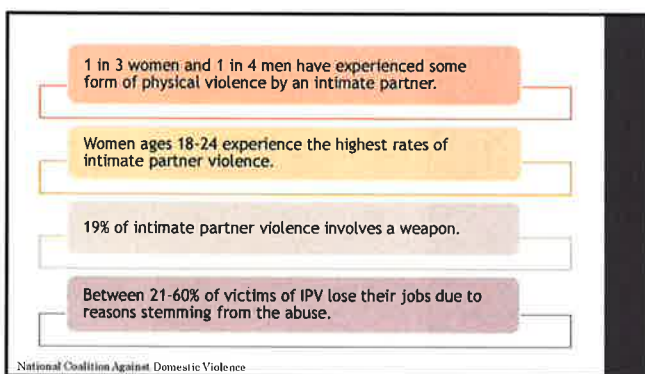 1 in 3 women and 1 in 4 men have experienced some
form of physical violence by an intimate partner.
Women ages 18-24 experience the highest rates of
intimate partner violence.
19% of intimate partner violence involves a weapon.
Between 21-60% of victims of IPV lose their jobs due to
reasons stemming from the abuse.
National Coalition Against Domestic Violence